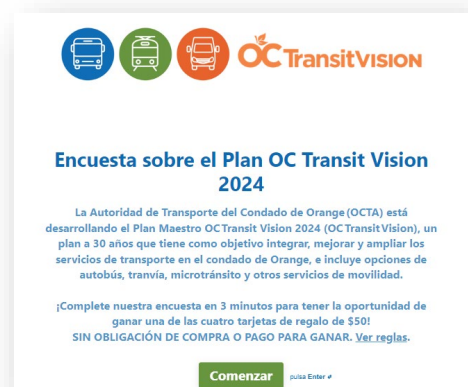 OC TRANSITVISION
Encuesta sobre el Plan OC Transit Vision
2024
La Autoridad de Transporte del Condado de Orange (OCTA) está
desarrollando el Plan Maestro OC Transit Vision 2024 (OC Transit Vision), un
plan a 30 años que tiene como objetivo integrar, mejorar y ampliar los
servicios de transporte en el condado de Orange, e incluye opciones de
autobús, tranvía, microtránsito y otros servicios de movilidad.
¡Complete nuestra encuesta en 3 minutos para tener la oportunidad de
ganar una de las cuatro tarjetas de regalo de $50!
SIN OBLIGACIÓN DE COMPRA O PAGO PARA GANAR. Ver reglas.
Comenzar pulsa Enter ↵